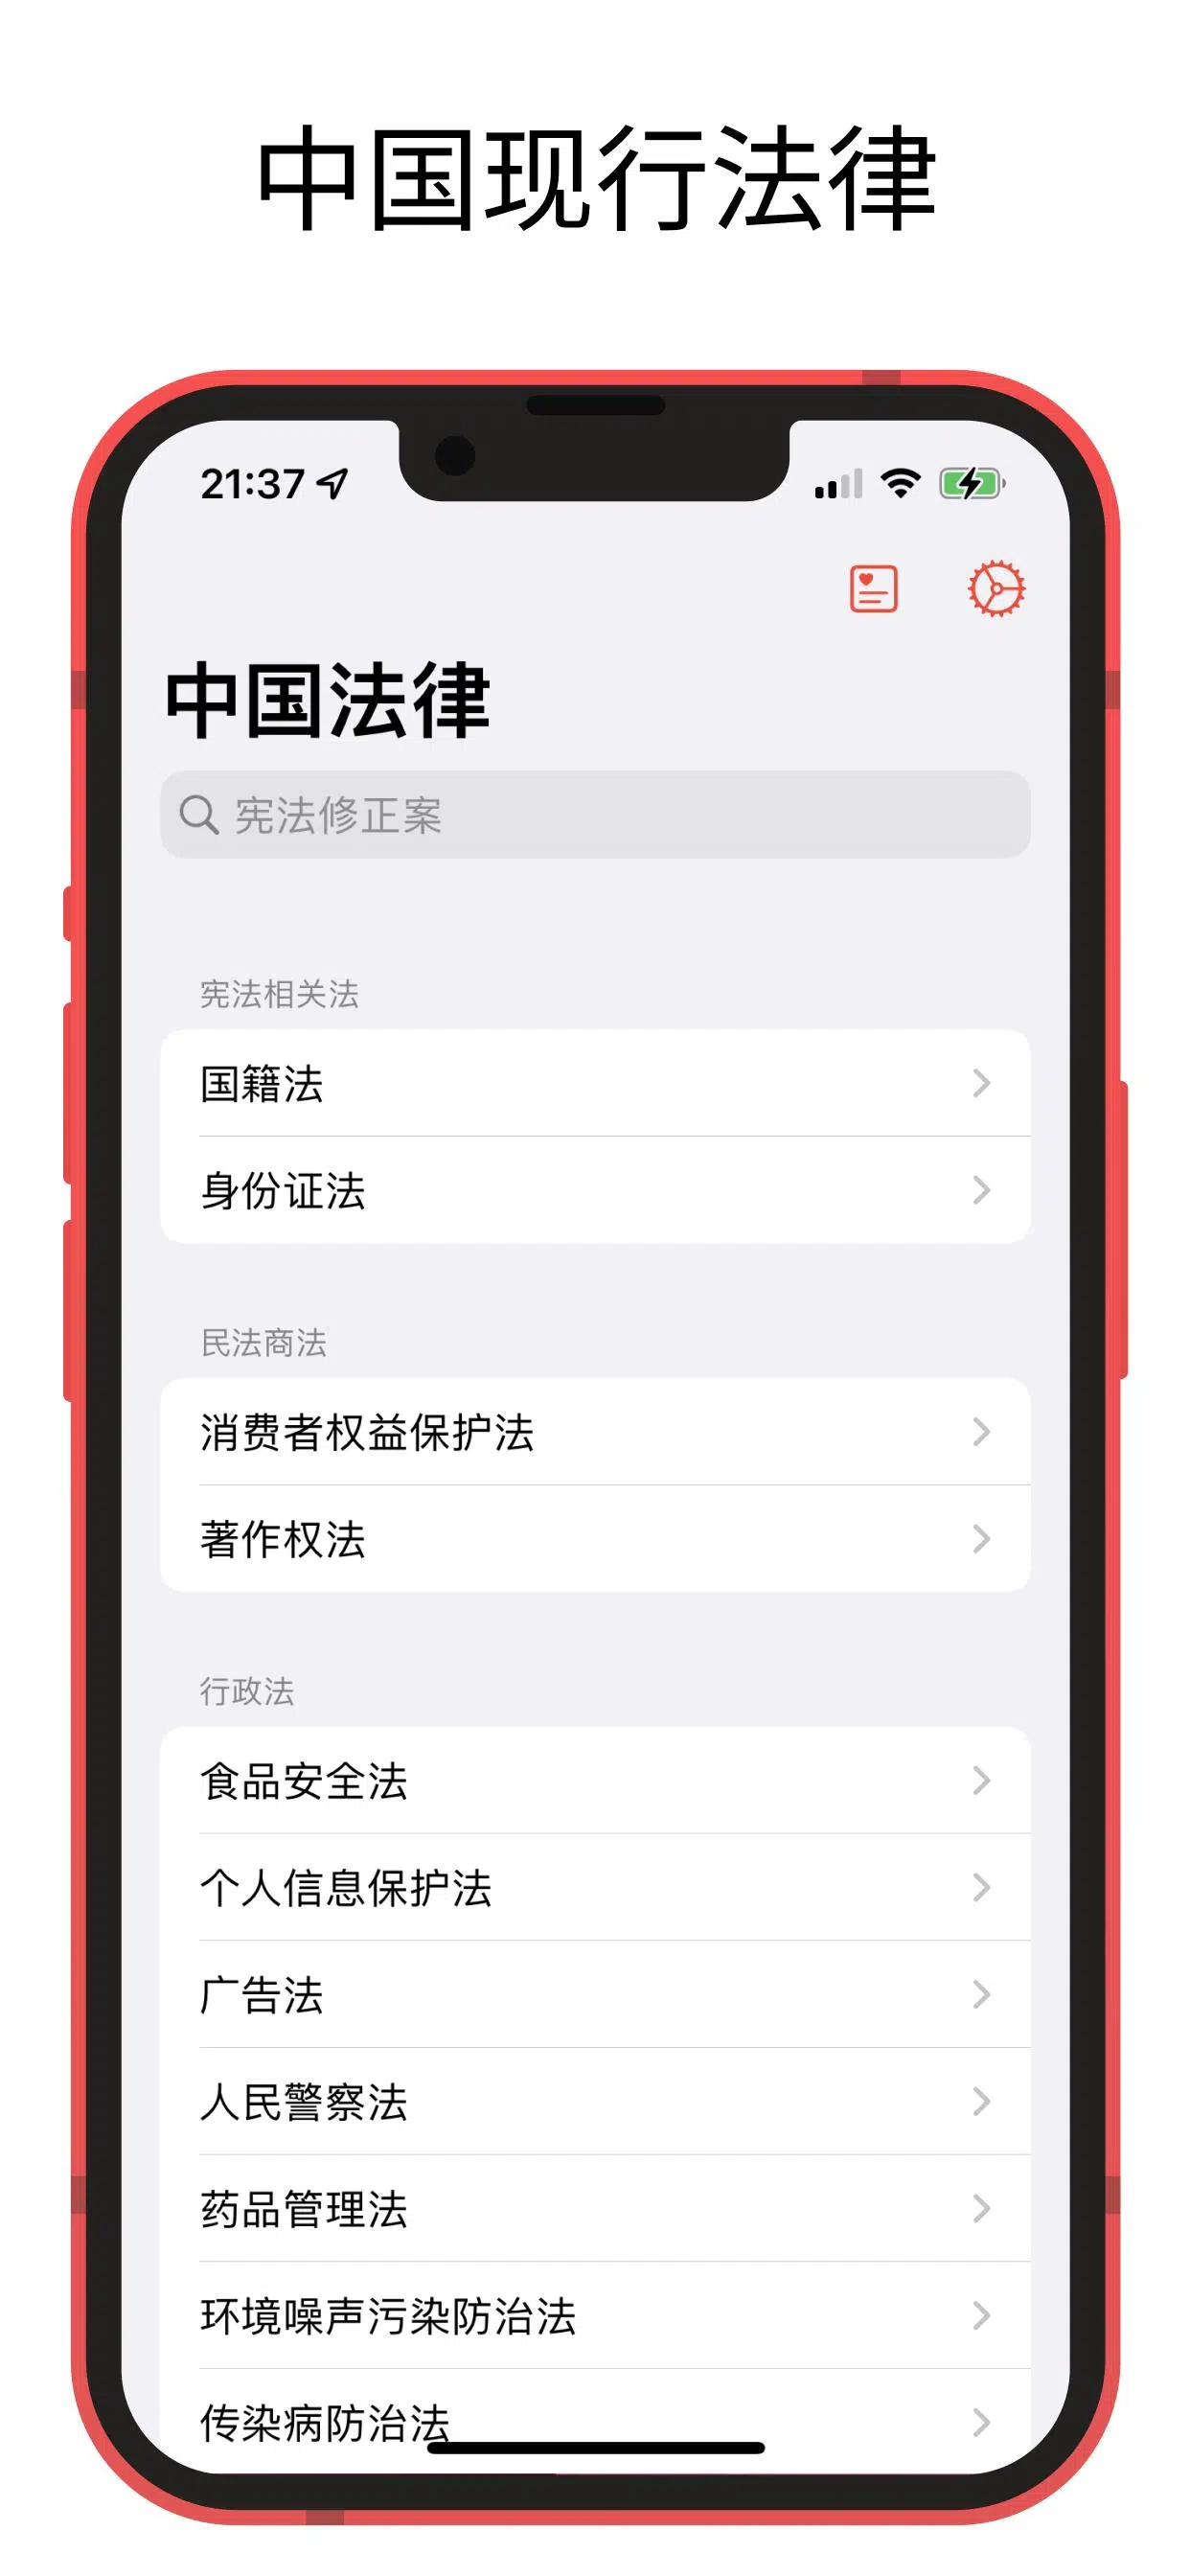 中国现行法律
21:37
中国法律
宪法修正案
宪法相关法
国籍法
身份证法
民法商法
消费者权益保护法
著作权法
行政法
食品安全法
个人信息保护法
广告法
人民警察法
药品管理法
环境噪声污染防治法
传染病防治法